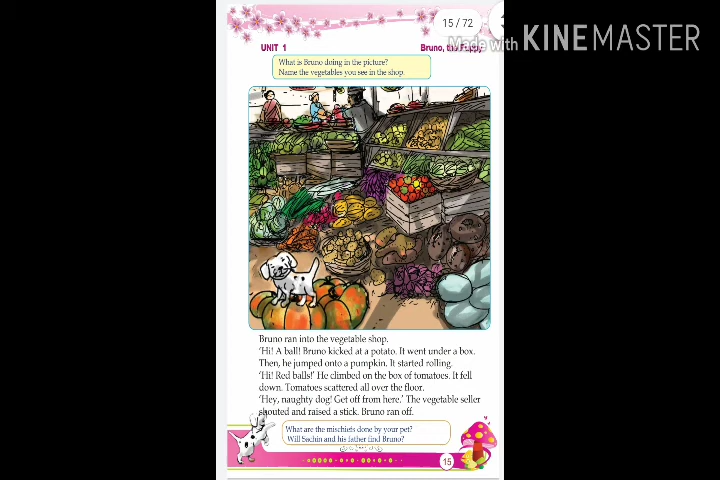 15 / 72
Made with KINEMASTER
UNIT 1
Bruno, the Puppy
What is Bruno doing in the picture?
Name the vegetables you see in the shop.
Bruno ran into the vegetable shop.
'Hi! A ball! Bruno kicked at a potato. It went under a box.
Then, he jumped onto a pumpkin. It started rolling.
'Hi! Red balls!' He climbed on the box of tomatoes. It fell
down. Tomatoes scattered all over the floor.
'Hey, naughty dog! Get off from here.' The vegetable seller
shouted and raised a stick. Bruno ran off.
What are the mischiefs done by your pet?
Will Sachin and his father find Bruno?
15